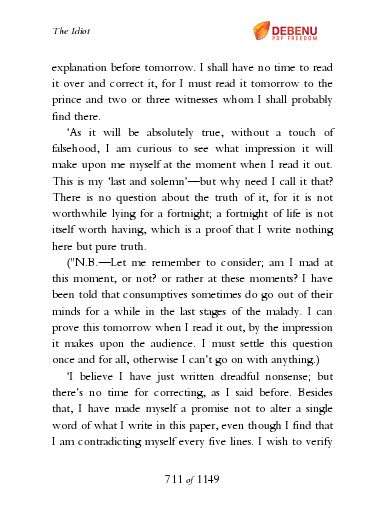 The Idiot
DEBENU
PDF FREEDOM
explanation before tomorrow. I shall have no time to read
it over and correct it, for I must read it tomorrow to the
prince and two or three witnesses whom I shall probably
find there.
'As it will be absolutely true, without a touch of
falsehood, I am curious to see what impression it will
make upon me myself at the moment when I read it out.
This is my 'last and solemn'—but why need I call it that?
There is no question about the truth of it, for it is not
worthwhile lying for a fortnight; a fortnight of life is not
itself worth having, which is a proof that I write nothing
here but pure truth.
("N.B.—Let me remember to consider; am I mad at
this moment, or not? or rather at these moments? I have
been told that consumptives sometimes do go out of their
minds for a while in the last stages of the malady. I can
prove this tomorrow when I read it out, by the impression
it makes upon the audience. I must settle this question
once and for all, otherwise I can't go on with anything.)
'I believe I have just written dreadful nonsense; but
there's no time for correcting, as I said before. Besides
that, I have made myself a promise not to alter a single
word of what I write in this paper, even though I find that
I am contradicting myself every five lines. I wish to verify
711 of 1149